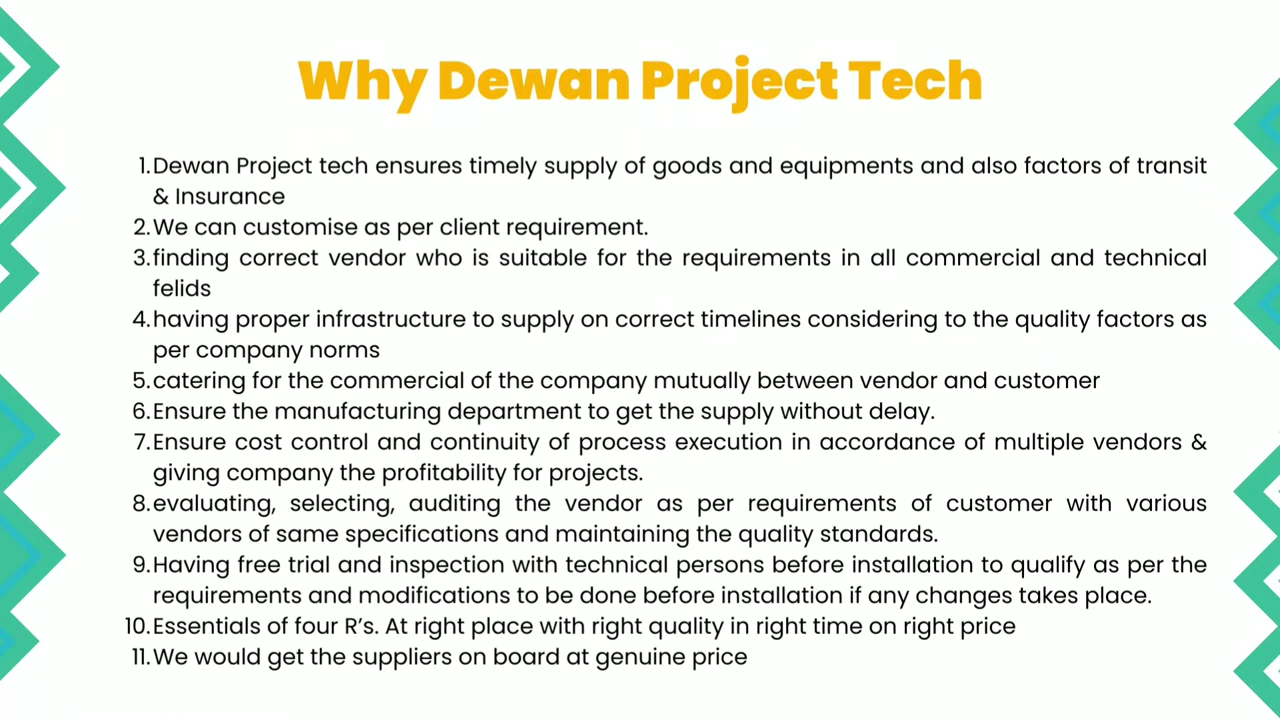 Why Dewan Project Tech
1. Dewan Project tech ensures timely supply of goods and equipments and also factors of transit
& Insurance
2. We can customise as per client requirement.
3. finding correct vendor who is suitable for the requirements in all commercial and technical
felids
4. having proper infrastructure to supply on correct timelines considering to the quality factors as
per company norms
5. catering for the commercial of the company mutually between vendor and customer
6. Ensure the manufacturing department to get the supply without delay.
7. Ensure cost control and continuity of process execution in accordance of multiple vendors &
giving company the profitability for projects.
8. evaluating, selecting, auditing the vendor as per requirements of customer with various
vendors of same specifications and maintaining the quality standards.
9. Having free trial and inspection with technical persons before installation to qualify as per the
requirements and modifications to be done before installation if any changes takes place.
10. Essentials of four R’s. At right place with right quality in right time on right price
11. We would get the suppliers on board at genuine price